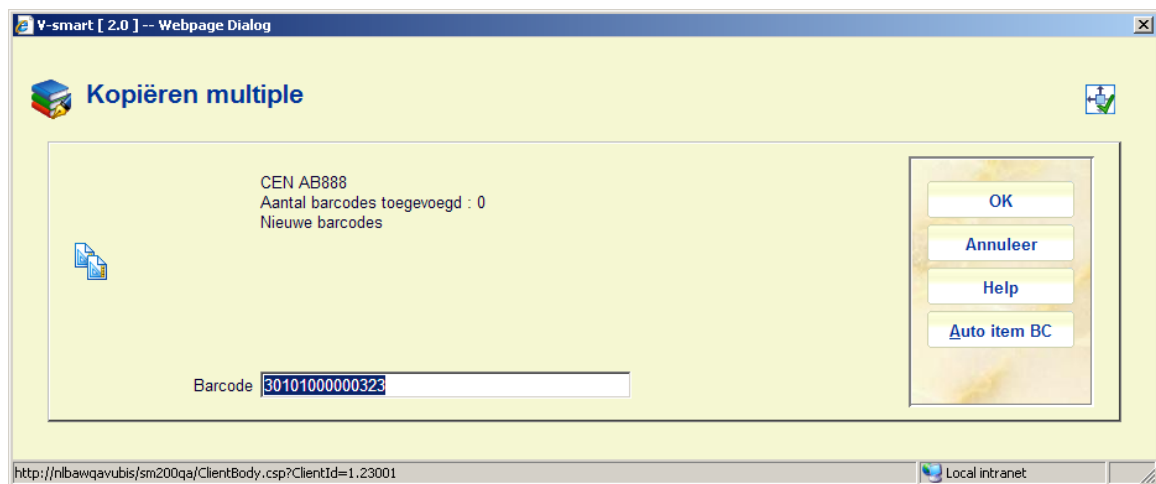 V-smart [ 2.0 ] -- Webpage Dialog
Kopiëren multiple
CEN AB888
Aantal barcodes toegevoegd : 0
Nieuwe barcodes
OK
Annuleer
Help
Auto item BC
Barcode 30101000000323
http://nlbawqavubis/sm200qa/ClientBody.csp?ClientId=1.23001
Local intranet